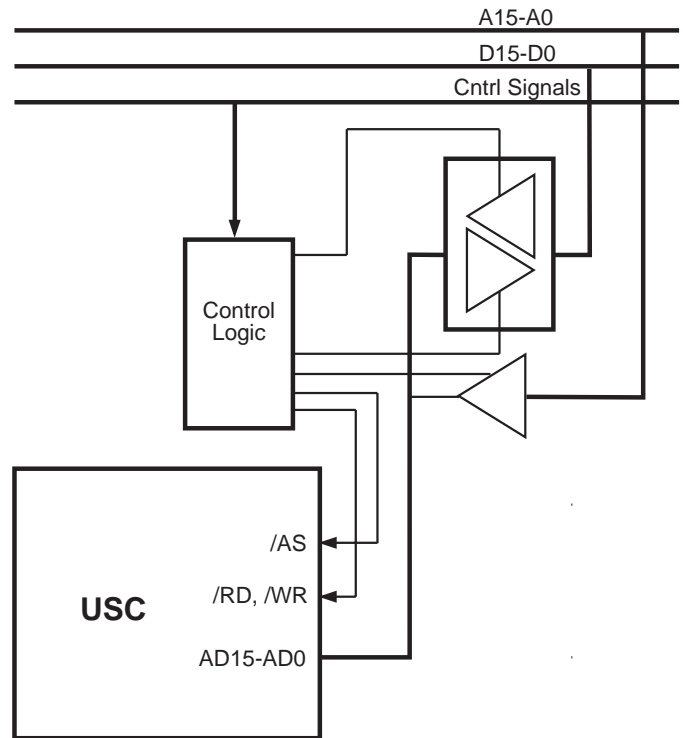 A15-A0
D15-D0
Cntrl Signals
Control
Logic
/AS
/RD, /WR
USC
AD15-AD0